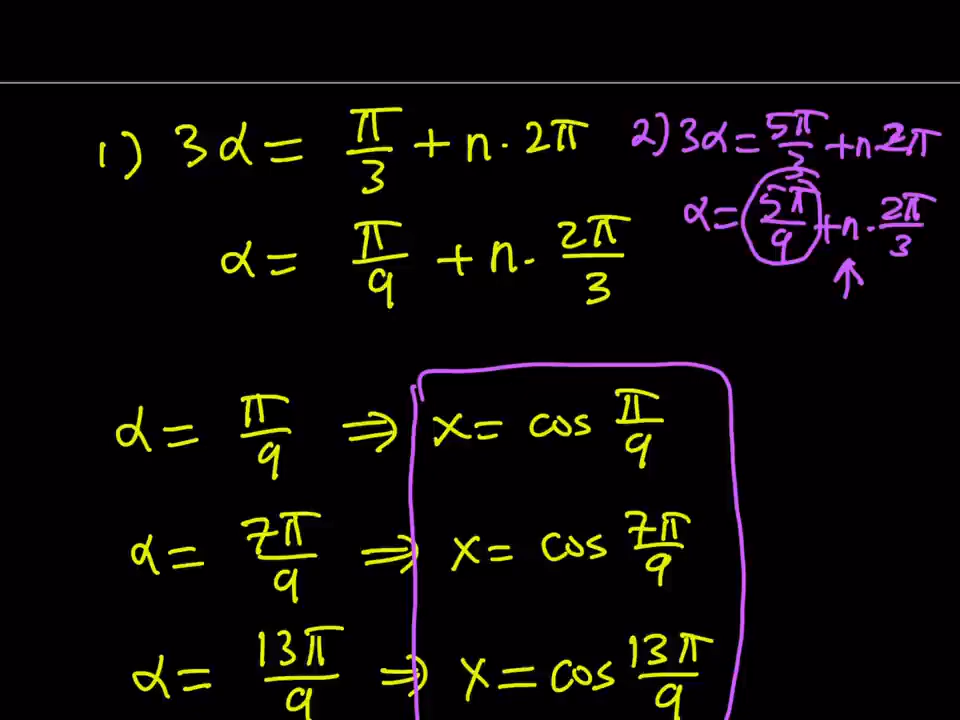 1) 3α = π/3 + n · 2π
α = π/9 + n · 2π/3
2) 3α = 5π/3 + n · 2π
α = 5π/9 + n · 2π/3
↑
α = π/9 ⇒ x = cos π/9
α = 7π/9 ⇒ x = cos 7π/9
α = 13π/9 ⇒ x = cos 13π/9